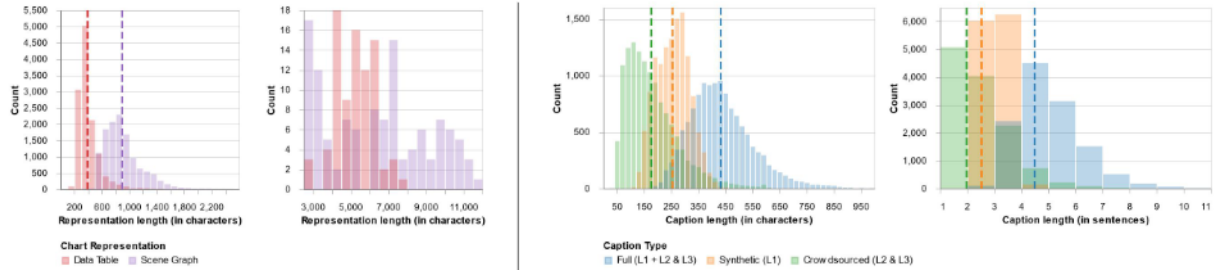 5,500
5,000
4,500
4,000
3,500
3,000
2,500
2,000
1,500
1,000
500
0
Count
200 600 1,000 1,400 1,800 2,200
Representation length (in characters)
18
16
14
12
10
8
6
4
2
0
Count
3,000 5,000 7,000 9,000 11,000
Representation length (in characters)
Chart Representation
Data Table Scene Graph
1,500
1,000
500
0
Count
50 150 250 350 450 550 650 750 850 950
Caption length (in characters)
6,000
5,000
4,000
3,000
2,000
1,000
0
Count
1 2 3 4 5 6 7 8 9 10 11
Caption length (in sentences)
Caption Type
Full (L1 + L2 & L3) Synthetic (L1) Crowdsourced (L2 & L3)